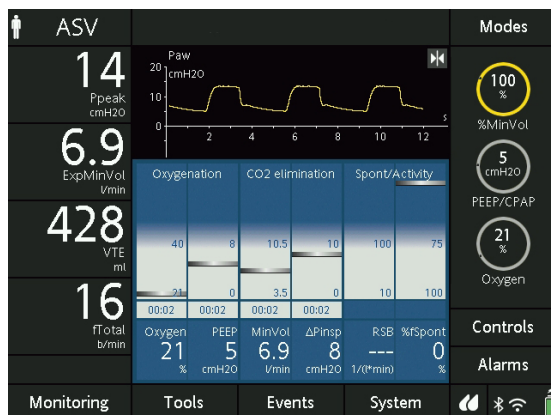 ASV
Modes
14
Ppeak
cmH2O
Paw
cmH2O
20
10
0
2 4 6 8 10 12 s
100
%
%MinVol
6.9
ExpMinVol
l/min
5
cmH2O
PEEP/CPAP
428
VTE
ml
21
%
Oxygen
16
fTotal
b/min
Oxygenation CO2 elimination Spont/Activity
40 8 10.5 10 100 75
21 0 3.5 0 10 100
00:02 00:02 00:02 00:02
Oxygen PEEP MinVol ΔPinsp RSB %fSpont
21 5 6.9 8 --- 0
% cmH2O l/min cmH2O 1/(l*min) %
Controls
Alarms
Monitoring Tools Events System